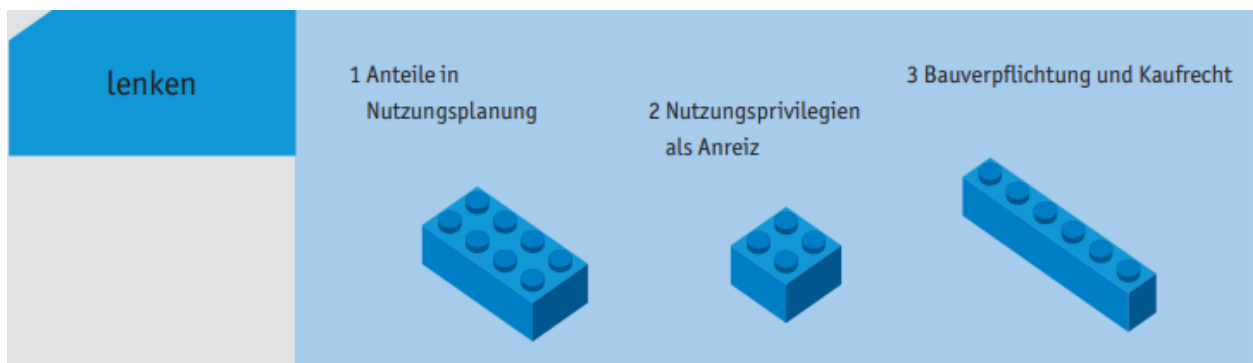 lenken
1 Anteile in
Nutzungsplanung
2 Nutzungsprivilegien
als Anreiz
3 Bauverpflichtung und Kaufrecht